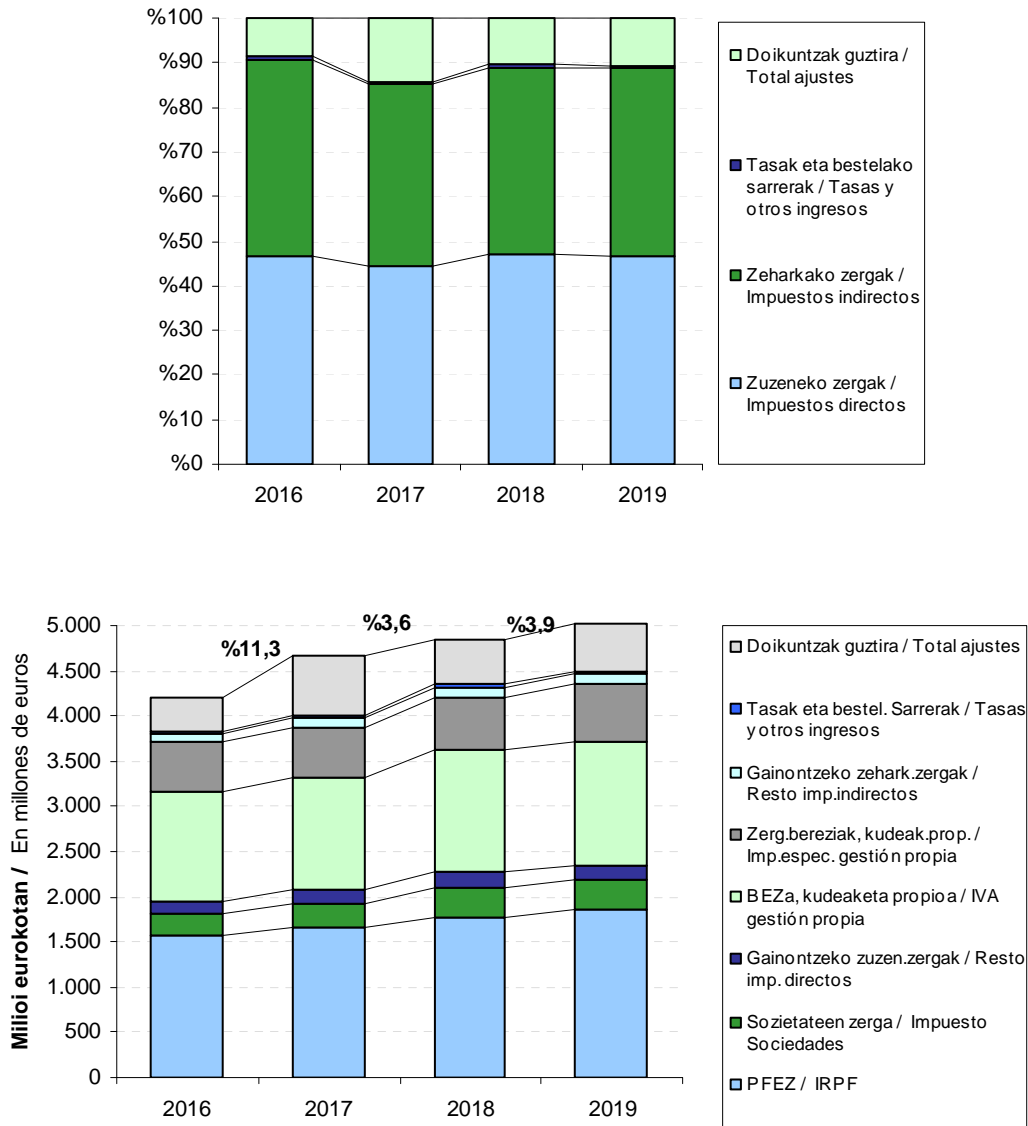 %100
%90
%80
%70
%60
%50
%40
%30
%20
%10
%0
2016 2017 2018 2019
Doikuntzak guztira /
Total ajustes
Tasak eta bestelako
sarrerak / Tasas y
otros ingresos
Zeharkako zergak /
Impuestos indirectos
Zuzeneko zergak /
Impuestos directos
Milioi eurokotan / En millones de euros
5.000
4.500
4.000
3.500
3.000
2.500
2.000
1.500
1.000
500
0
%11,3
%3,6
%3,9
2016 2017 2018 2019
Doikuntzak guztira / Total ajustes
Tasak eta bestel. Sarrerak / Tasas
y otros ingresos
Gainontzeko zehark.zergak /
Resto imp.indirectos
Zerg.bereziak, kudeak.prop. /
Imp.espec. gestión propia
BEZa, kudeaketa propioa / IVA
gestión propia
Gainontzeko zuzen.zergak / Resto
imp. directos
Sozietateen zerga / Impuesto
Sociedades
PFEZ / IRPF